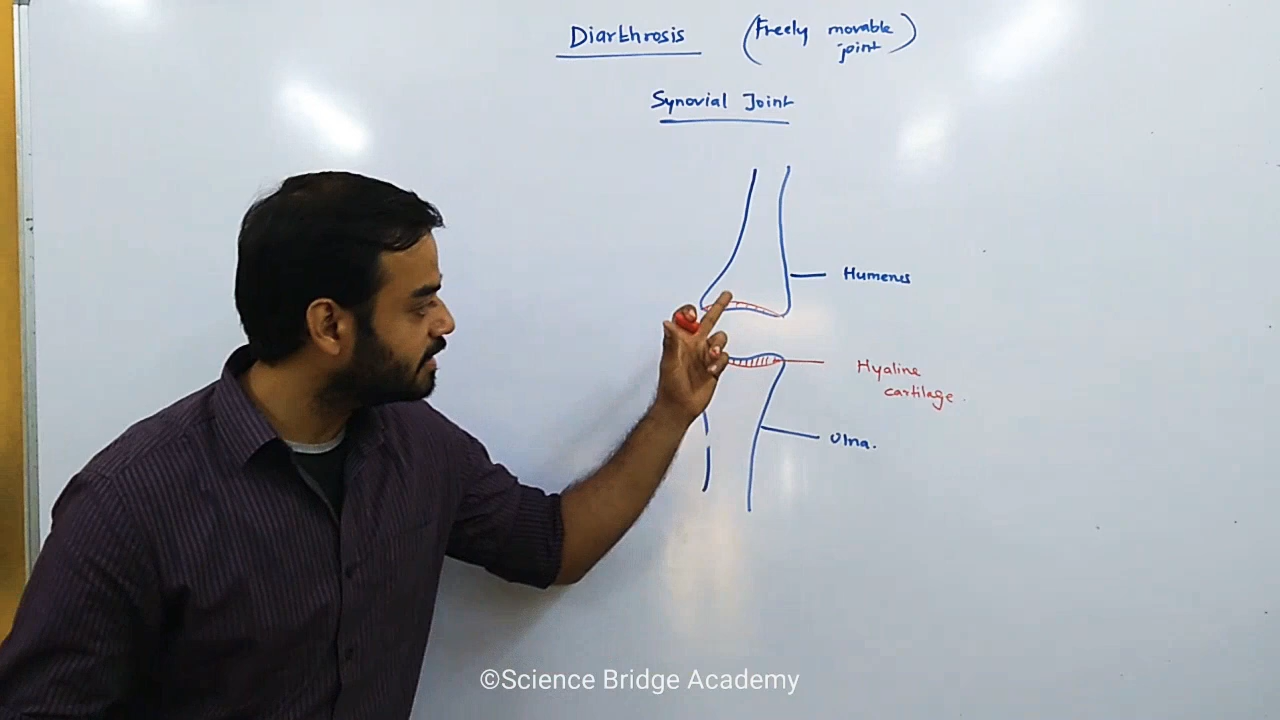 Diarthrosis (Freely movable
joint)
Synovial Joint
Humerus
Hyaline
cartilage.
Ulna.
©Science Bridge Academy